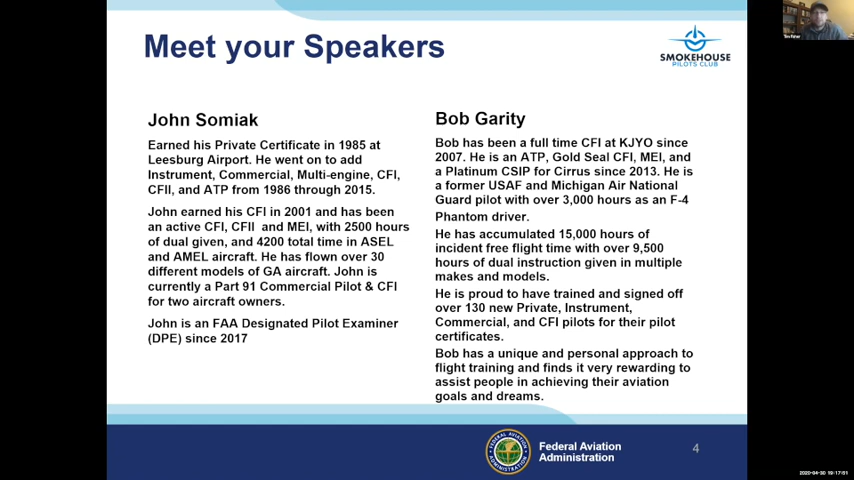 Meet your Speakers
SMOKEHOUSE
PILOTS CLUB
John Somiak
Earned his Private Certificate in 1985 at
Leesburg Airport. He went on to add
Instrument, Commercial, Multi-engine, CFI,
CFII, and ATP from 1986 through 2015.
John earned his CFI in 2001 and has been
an active CFI, CFII and MEI, with 2500 hours
of dual given, and 4200 total time in ASEL
and AMEL aircraft. He has flown over 30
different models of GA aircraft. John is
currently a Part 91 Commercial Pilot & CFI
for two aircraft owners.
John is an FAA Designated Pilot Examiner
(DPE) since 2017
Bob Garity
Bob has been a full time CFI at KJYO since
2007. He is an ATP, Gold Seal CFI, MEI, and
a Platinum CSIP for Cirrus since 2013. He is
a former USAF and Michigan Air National
Guard pilot with over 3,000 hours as an F-4
Phantom driver.
He has accumulated 15,000 hours of
incident free flight time with over 9,500
hours of dual instruction given in multiple
makes and models.
He is proud to have trained and signed off
over 130 new Private, Instrument,
Commercial, and CFI pilots for their pilot
certificates.
Bob has a unique and personal approach to
flight training and finds it very rewarding to
assist people in achieving their aviation
goals and dreams.
Federal Aviation
Administration
4
2020-04-30 19:17:51